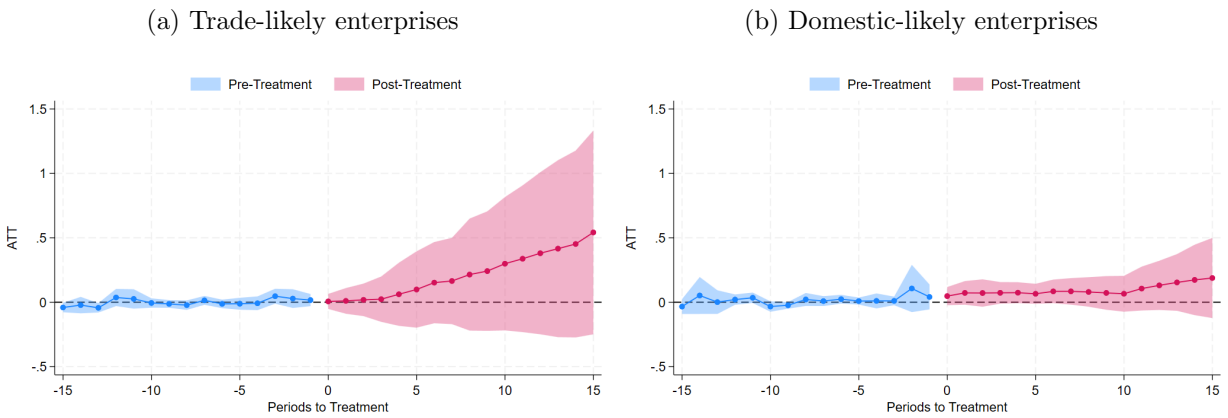 (a) Trade-likely enterprises
Pre-Treatment
Post-Treatment
1.5
1
.5
0
-.5
ATT
-15
-10
-5
0
5
10
15
Periods to Treatment
(b) Domestic-likely enterprises
Pre-Treatment
Post-Treatment
1.5
1
.5
0
-.5
ATT
-15
-10
-5
0
5
10
15
Periods to Treatment